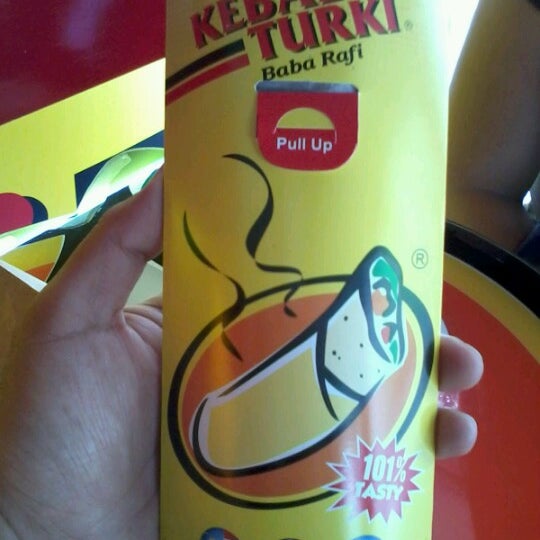 TURKI®
Baba Rafi
Pull Up
®
101%
TASTY